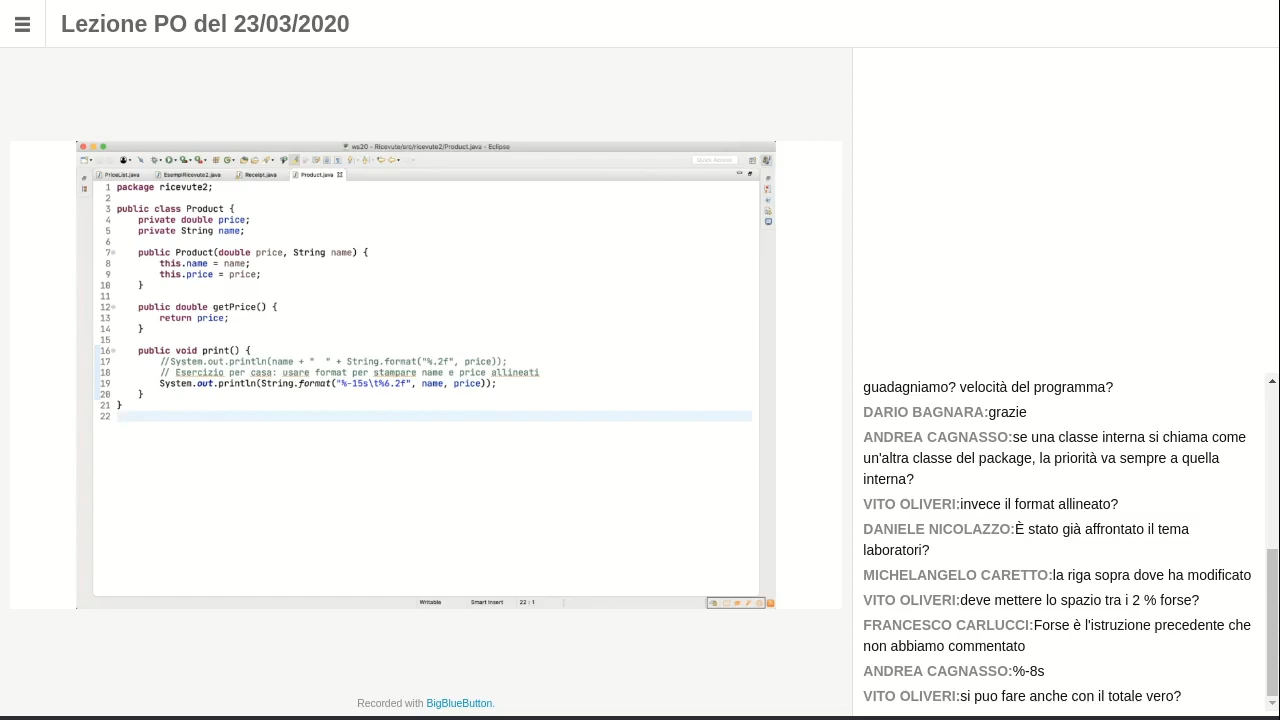 Lezione PO del 23/03/2020
ws20 - Ricevute/src/ricevute2/Product.java - Eclipse
Quick Access
PriceList.java
EsempiRicevute2.java
Receipt.java
Product.java
1 package ricevute2;
2
3 public class Product {
4 private double price;
5 private String name;
6
7 public Product(double price, String name) {
8 this.name = name;
9 this.price = price;
10 }
11
12 public double getPrice() {
13 return price;
14 }
15
16 public void print() {
17 //System.out.println(name + "  " + String.format("%.2f", price));
18 // Esercizio per casa: usare format per stampare name e price allineati
19 System.out.println(String.format("%-15s\t%6.2f", name, price));
20 }
21 }
22
Writable
Smart Insert
22 : 1
guadagniamo? velocità del programma?
DARIO BAGNARA:grazie
ANDREA CAGNASSO:se una classe interna si chiama come
un'altra classe del package, la priorità va sempre a quella
interna?
VITO OLIVERI:invece il format allineato?
DANIELE NICOLAZZO:È stato già affrontato il tema
laboratori?
MICHELANGELO CARETTO:la riga sopra dove ha modificato
VITO OLIVERI:deve mettere lo spazio tra i 2 % forse?
FRANCESCO CARLUCCI:Forse è l'istruzione precedente che
non abbiamo commentato
ANDREA CAGNASSO:%-8s
VITO OLIVERI:si puo fare anche con il totale vero?
Recorded with BigBlueButton.